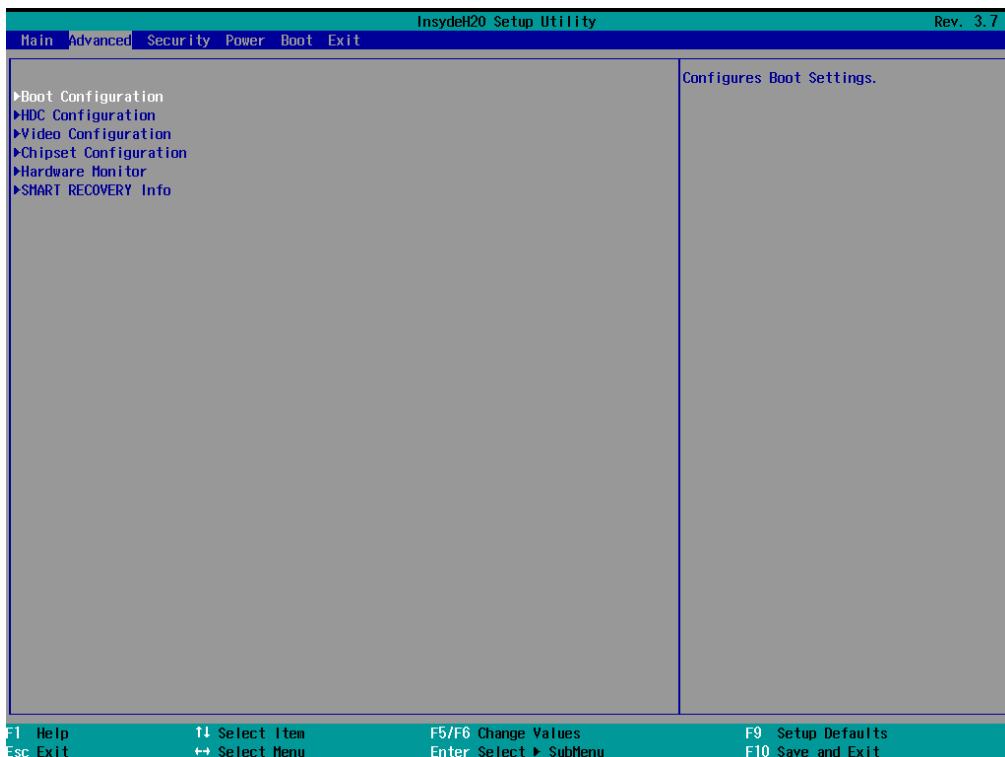 InsydeH2O Setup Utility Rev. 3.7
Main Advanced Security Power Boot Exit
Configures Boot Settings.
▶Boot Configuration
▶HDC Configuration
▶Video Configuration
▶Chipset Configuration
▶Hardware Monitor
▶SMART RECOVERY Info
F1 Help ↑↓ Select Item F5/F6 Change Values F9 Setup Defaults
Esc Exit ↔ Select Menu Enter Select ▶ SubMenu F10 Save and Exit